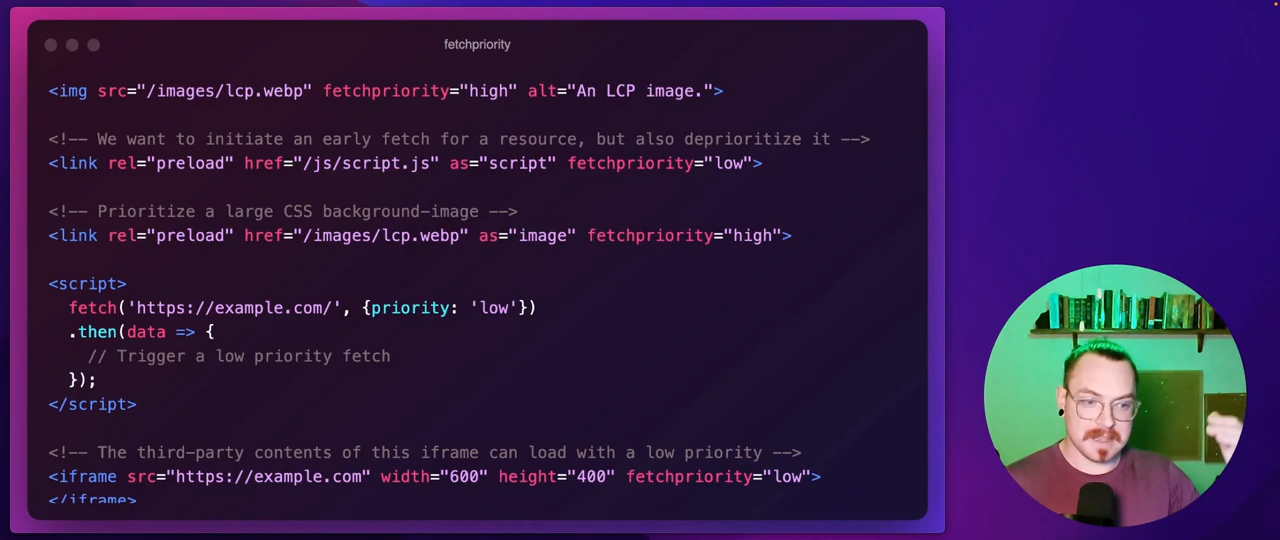 fetchpriority
<img src="/images/lcp.webp" fetchpriority="high" alt="An LCP image.">
<!-- We want to initiate an early fetch for a resource, but also deprioritize it -->
<link rel="preload" href="/js/script.js" as="script" fetchpriority="low">
<!-- Prioritize a large CSS background-image -->
<link rel="preload" href="/images/lcp.webp" as="image" fetchpriority="high">
<script>
fetch('https://example.com/', {priority: 'low'})
.then(data => {
// Trigger a low priority fetch
});
</script>
<!-- The third-party contents of this iframe can load with a low priority -->
<iframe src="https://example.com" width="600" height="400" fetchpriority="low">
</iframe>